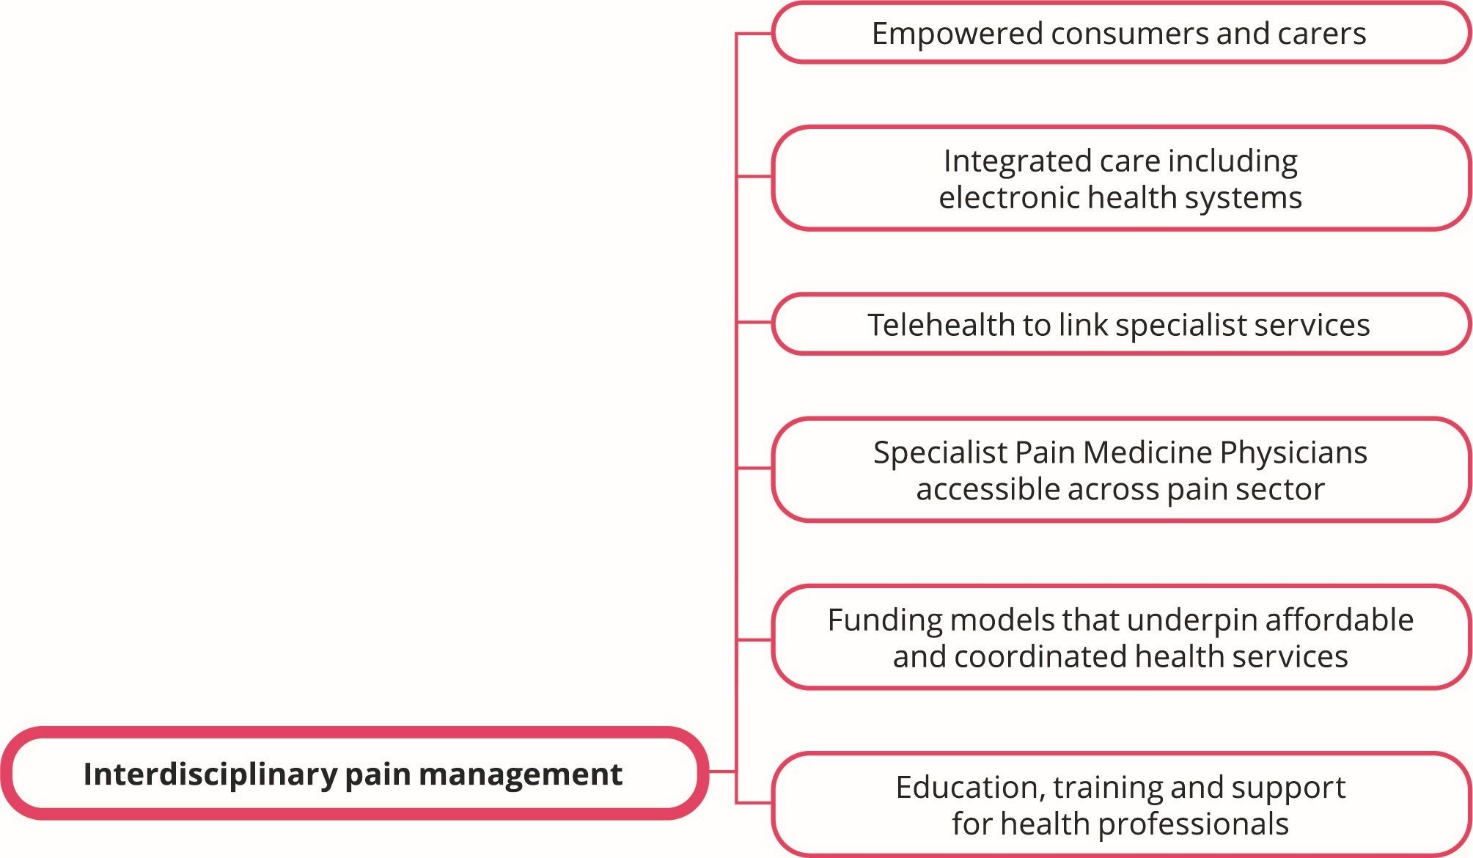 Empowered consumers and carers
Integrated care including
electronic health systems
Telehealth to link specialist services
Specialist Pain Medicine Physicians
accessible across pain sector
Funding models that underpin affordable
and coordinated health services
Interdisciplinary pain management
Education, training and support
for health professionals